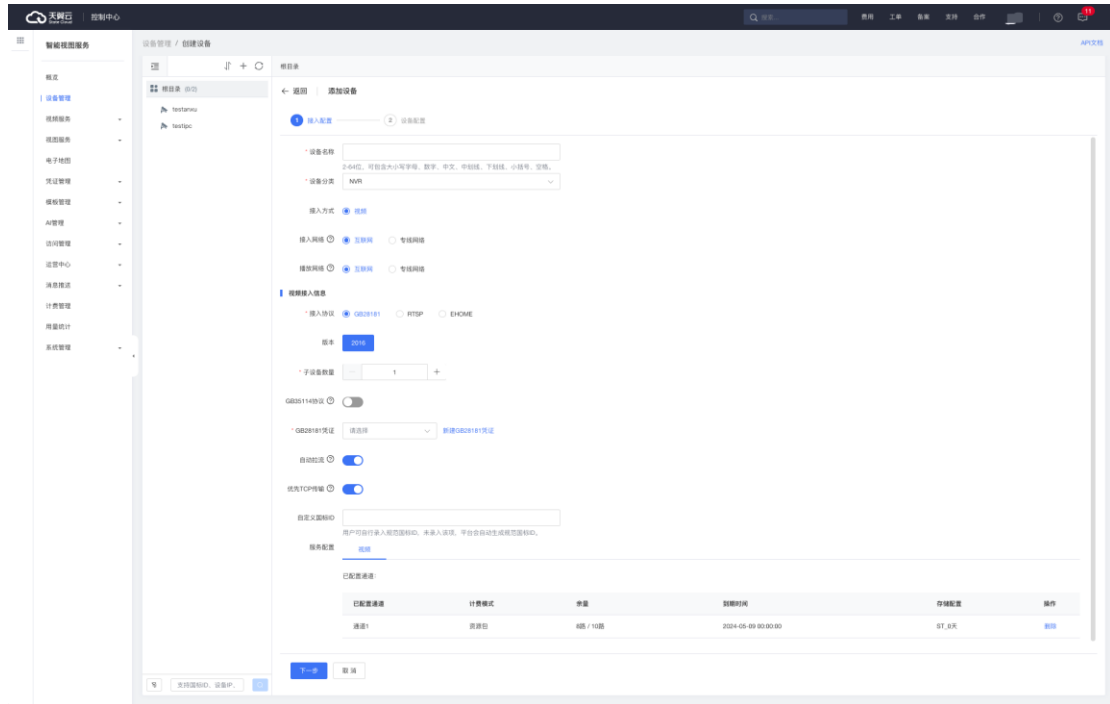 天翼云 控制中心 搜索... 费用 工单 备案 支持 合作 11
智能视图服务 设备管理 / 创建设备 API文档
概览
设备管理
视频服务
视图服务
电子地图
凭证管理
模板管理
AI管理
访问管理
运营中心
消息推送
计费管理
用量统计
系统管理
根目录 (0/2)
testanvu
testipc
支持国标ID、设备IP、
根目录
返回 添加设备
1 接入配置 2 设备配置
* 设备名称
2-64位，可包含大小写字母、数字、中文、中划线、下划线、小括号、空格。
* 设备分类 NVR
接入方式 视频
接入网络 互联网 专线网络
播放网络 互联网 专线网络
视频接入信息
* 接入协议 GB28181 RTSP EHOME
版本 2016
* 子设备数量 - 1 +
GB35114协议
* GB28181凭证 请选择 新建GB28181凭证
自动拉流
优先TCP传输
自定义国标ID
用户可自行录入规范国标ID，未录入该项，平台会自动生成规范国标ID。
服务配置 视频
已配置通道:
已配置通道 计费模式 余量 到期时间 存储配置 操作
通道1 资源包 8路 / 10路 2024-05-09 00:00:00 ST_0天 删除
下一步 取消